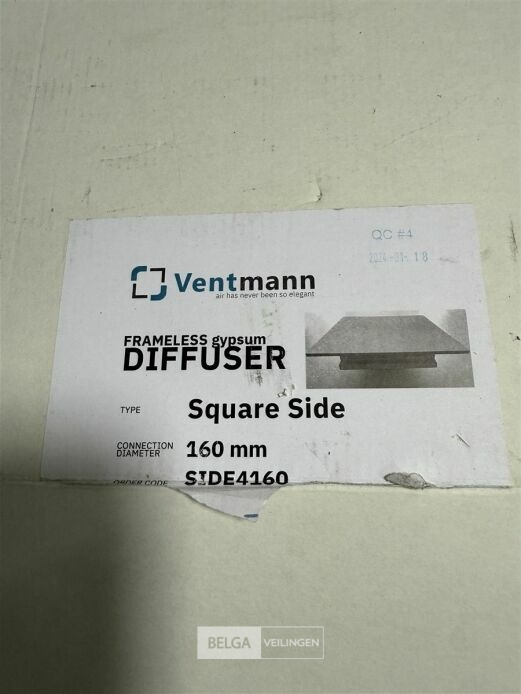 QC #4
2024-01-18
Ventmann
air has never been so elegant
FRAMELESS gypsum
DIFFUSER
TYPE Square Side
CONNECTION
DIAMETER 160 mm
ORDER CODE SIDE4160
BELGA VEILINGEN